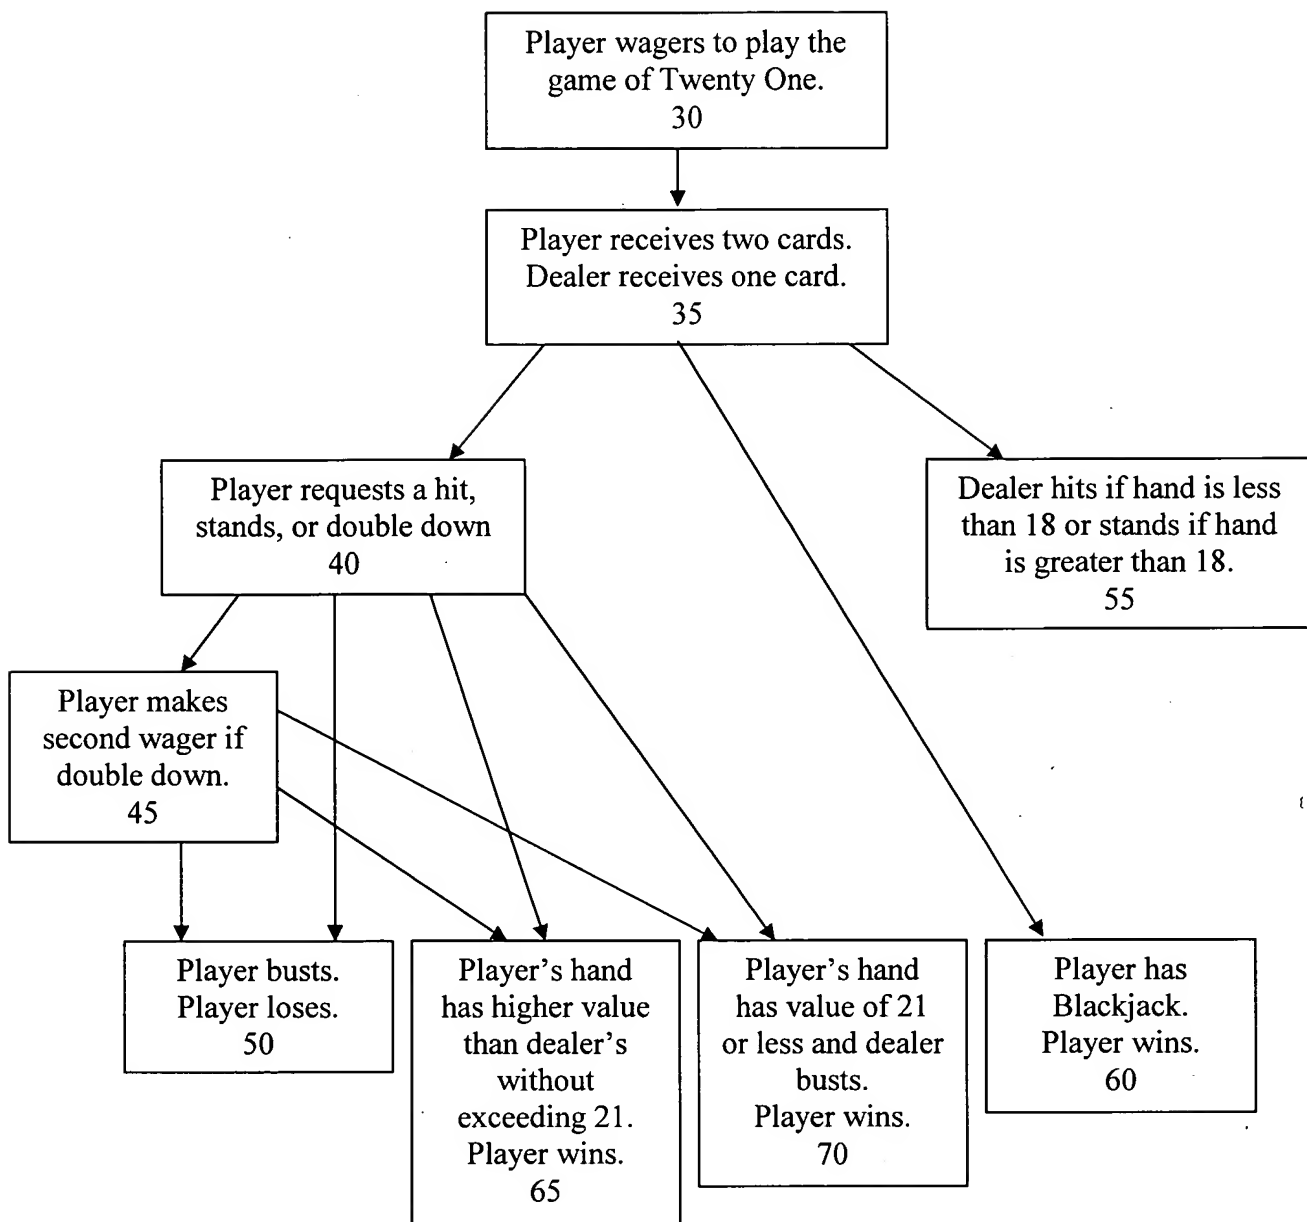 Player wagers to play the
game of Twenty One.
30
Player receives two cards.
Dealer receives one card.
35
Player requests a hit,
stands, or double down
40
Dealer hits if hand is less
than 18 or stands if hand
is greater than 18.
55
Player makes
second wager if
double down.
45
Player busts.
Player loses.
50
Player's hand
has higher value
than dealer's
without
exceeding 21.
Player wins.
65
Player's hand
has value of 21
or less and dealer
busts.
Player wins.
70
Player has
Blackjack.
Player wins.
60